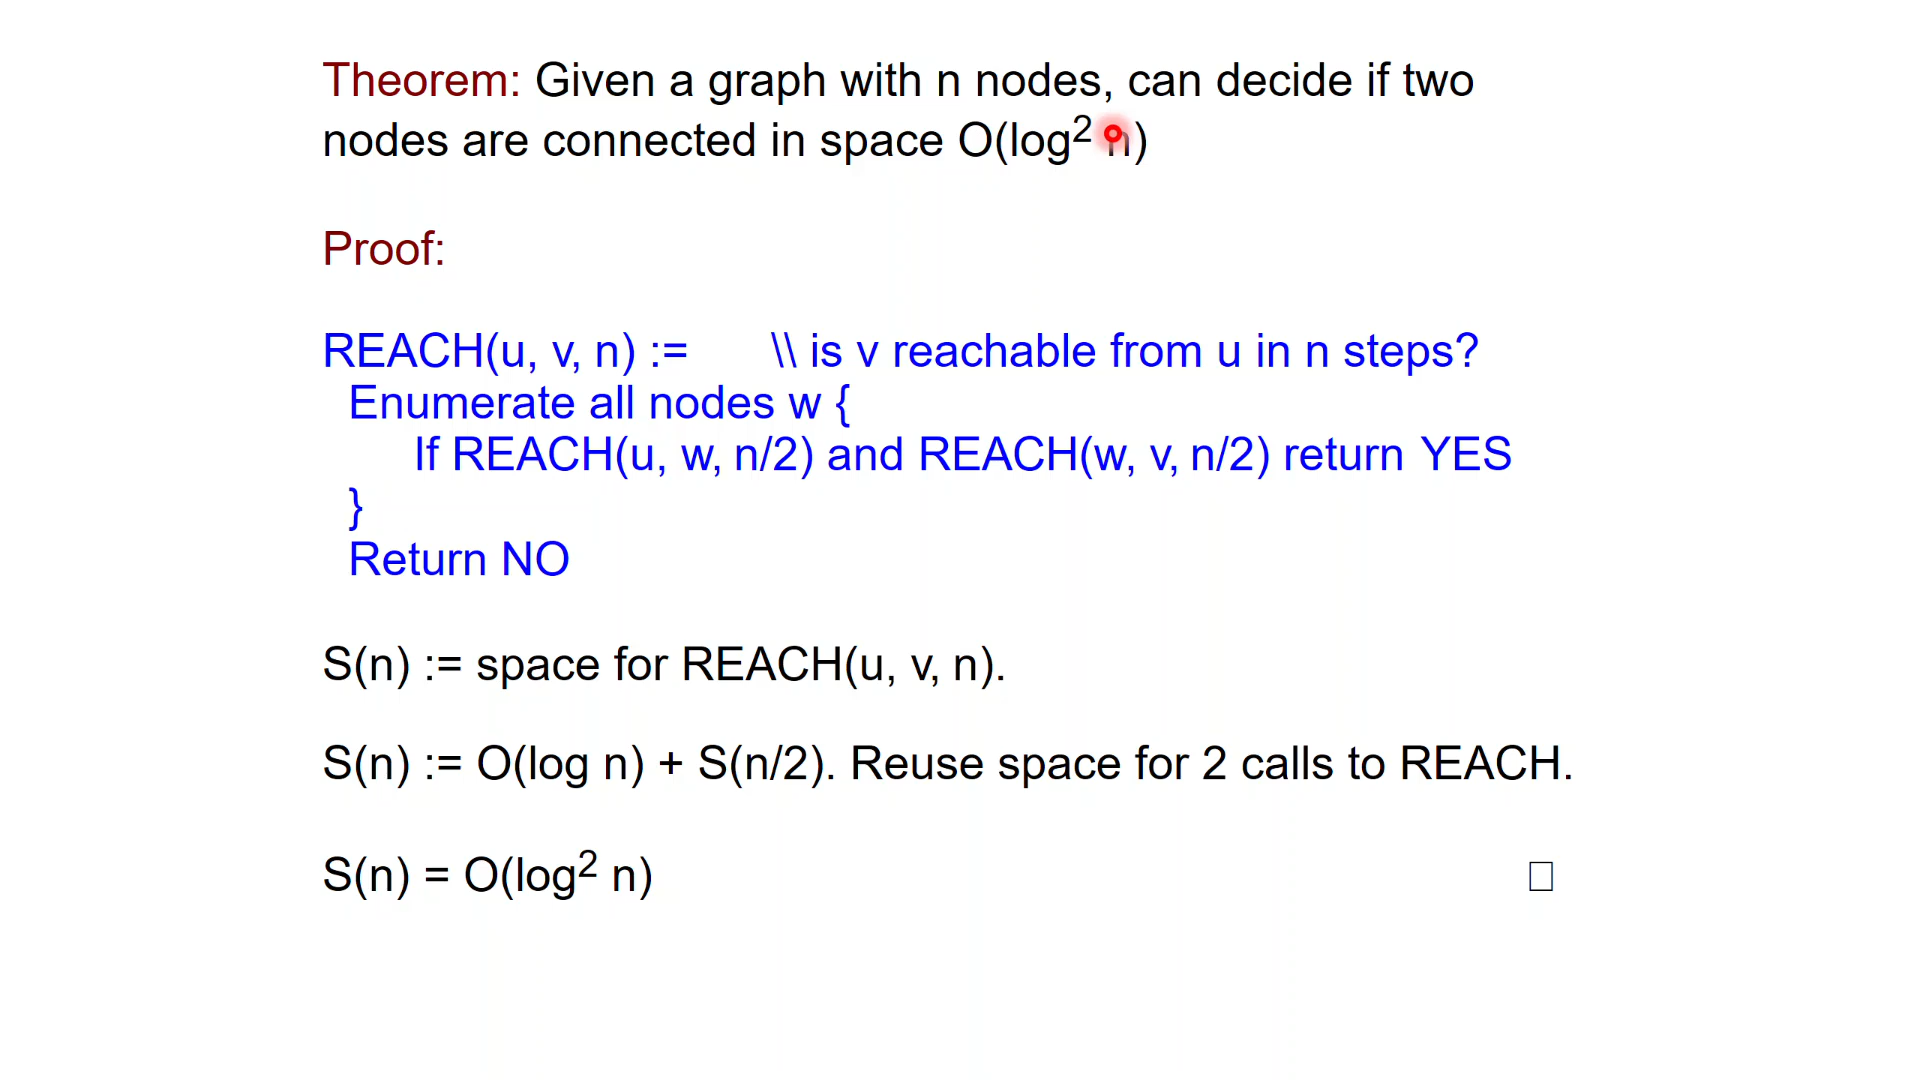 Theorem: Given a graph with n nodes, can decide if two
nodes are connected in space O(log² n)
Proof:
REACH(u, v, n) := \\ is v reachable from u in n steps?
Enumerate all nodes w {
If REACH(u, w, n/2) and REACH(w, v, n/2) return YES
}
Return NO
S(n) := space for REACH(u, v, n).
S(n) := O(log n) + S(n/2). Reuse space for 2 calls to REACH.
S(n) = O(log² n)